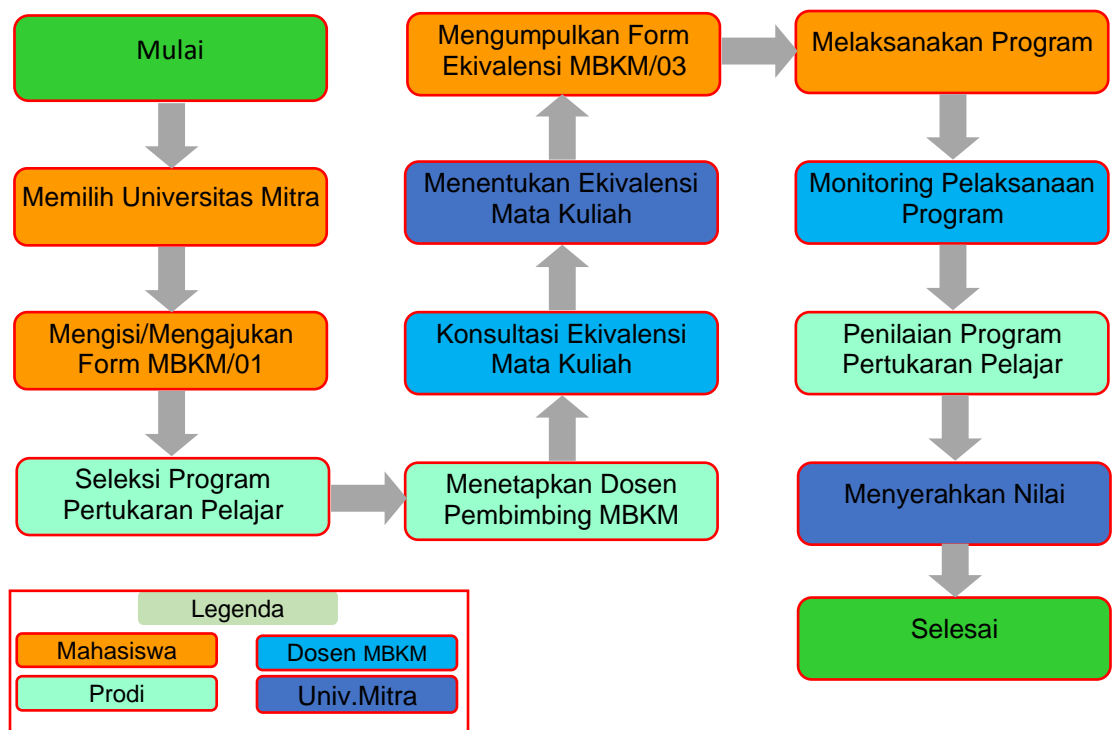 Mulai
Memilih Universitas Mitra
Mengisi/Mengajukan
Form MBKM/01
Seleksi Program
Pertukaran Pelajar
Menetapkan Dosen
Pembimbing MBKM
Konsultasi Ekivalensi
Mata Kuliah
Menentukan Ekivalensi
Mata Kuliah
Mengumpulkan Form
Ekivalensi MBKM/03
Melaksanakan Program
Monitoring Pelaksanaan
Program
Penilaian Program
Pertukaran Pelajar
Menyerahkan Nilai
Selesai
Legenda
Mahasiswa
Dosen MBKM
Prodi
Univ.Mitra